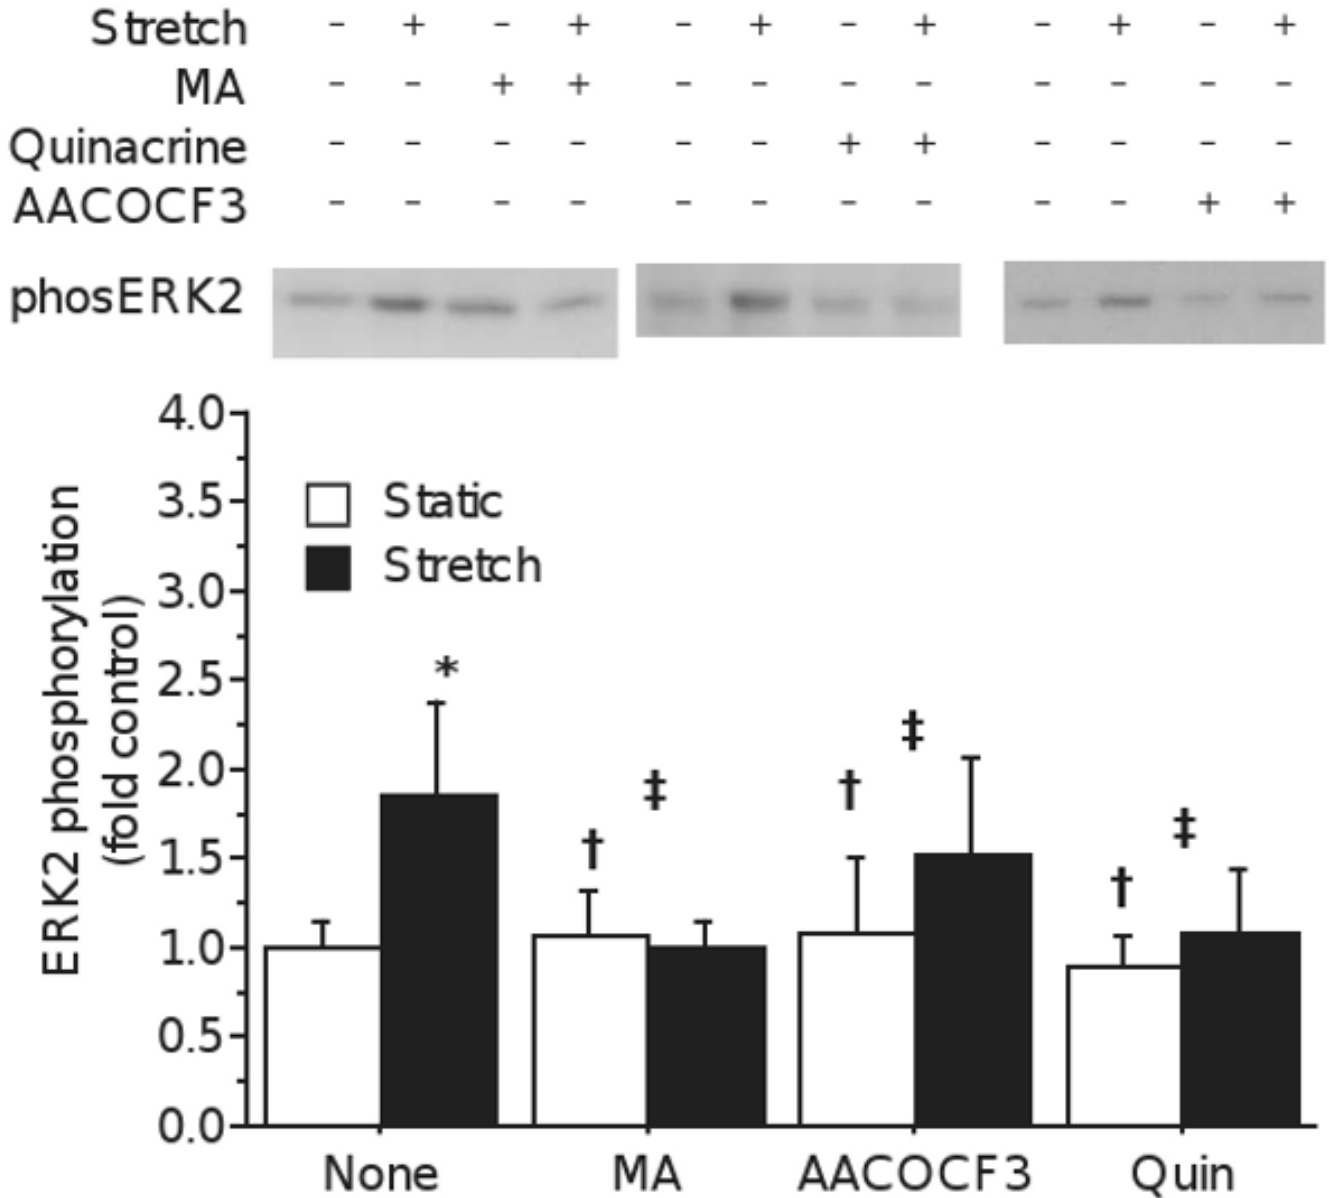 Stretch - + - + - + - + - + - +
MA - - + + - - - - - - - -
Quinacrine - - - - - - + + - - - -
AACOCF3 - - - - - - - - - - + +
phosERK2
4.0
3.5
3.0
2.5
2.0
1.5
1.0
0.5
0.0
ERK2 phosphorylation
(fold control)
Static
Stretch
*
† ‡
† ‡
† ‡
None MA AACOCF3 Quin